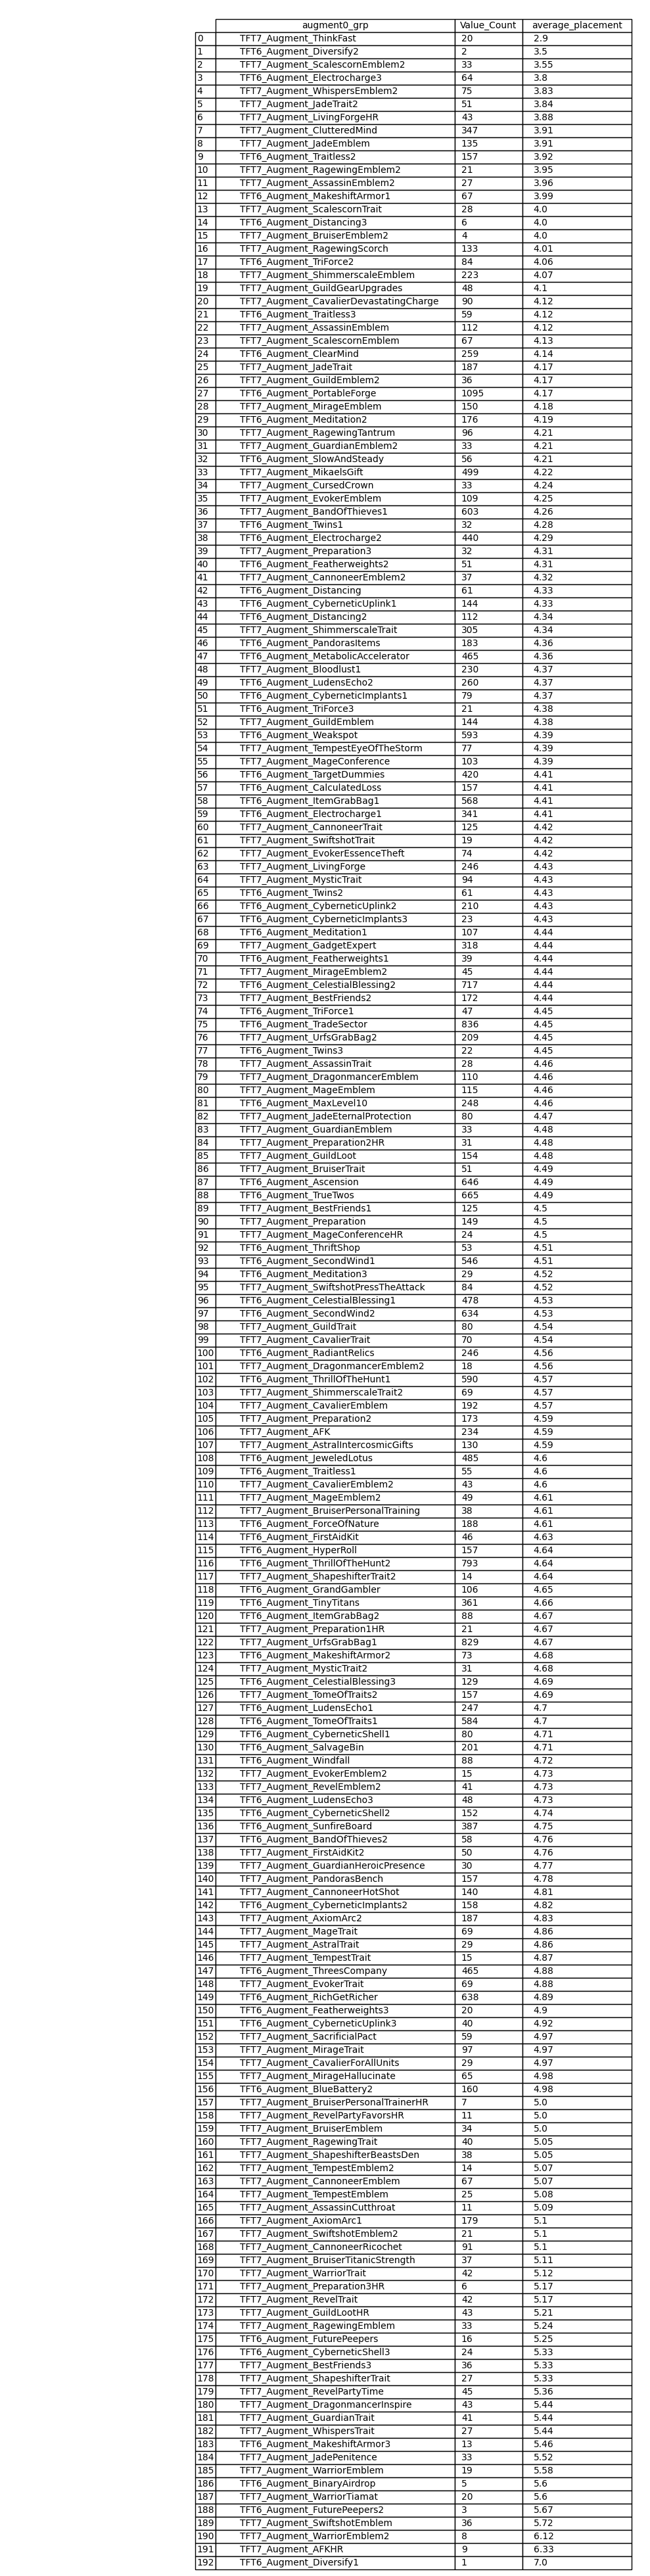 augment0_grp Value_Count average_placement
0 TFT7_Augment_ThinkFast 20 2.9
1 TFT6_Augment_Diversify2 2 3.5
2 TFT7_Augment_ScalescornEmblem2 33 3.55
3 TFT6_Augment_Electrocharge3 64 3.8
4 TFT7_Augment_WhispersEmblem2 75 3.83
5 TFT7_Augment_JadeTrait2 51 3.84
6 TFT7_Augment_LivingForgeHR 43 3.88
7 TFT7_Augment_ClutteredMind 347 3.91
8 TFT7_Augment_JadeEmblem 135 3.91
9 TFT6_Augment_Traitless2 157 3.92
10 TFT7_Augment_RagewingEmblem2 21 3.95
11 TFT7_Augment_AssassinEmblem2 27 3.96
12 TFT6_Augment_MakeshiftArmor1 67 3.99
13 TFT7_Augment_ScalescornTrait 28 4.0
14 TFT6_Augment_Distancing3 6 4.0
15 TFT7_Augment_BruiserEmblem2 4 4.0
16 TFT7_Augment_RagewingScorch 133 4.01
17 TFT6_Augment_TriForce2 84 4.06
18 TFT7_Augment_ShimmerscaleEmblem 223 4.07
19 TFT7_Augment_GuildGearUpgrades 48 4.1
20 TFT7_Augment_CavalierDevastatingCharge 90 4.12
21 TFT6_Augment_Traitless3 59 4.12
22 TFT7_Augment_AssassinEmblem 112 4.12
23 TFT7_Augment_ScalescornEmblem 67 4.13
24 TFT6_Augment_ClearMind 259 4.14
25 TFT7_Augment_JadeTrait 187 4.17
26 TFT7_Augment_GuildEmblem2 36 4.17
27 TFT6_Augment_PortableForge 1095 4.17
28 TFT7_Augment_MirageEmblem 150 4.18
29 TFT6_Augment_Meditation2 176 4.19
30 TFT7_Augment_RagewingTantrum 96 4.21
31 TFT7_Augment_GuardianEmblem2 33 4.21
32 TFT6_Augment_SlowAndSteady 56 4.21
33 TFT7_Augment_MikaelsGift 499 4.22
34 TFT7_Augment_CursedCrown 33 4.24
35 TFT7_Augment_EvokerEmblem 109 4.25
36 TFT7_Augment_BandOfThieves1 603 4.26
37 TFT6_Augment_Twins1 32 4.28
38 TFT6_Augment_Electrocharge2 440 4.29
39 TFT7_Augment_Preparation3 32 4.31
40 TFT6_Augment_Featherweights2 51 4.31
41 TFT7_Augment_CannoneerEmblem2 37 4.32
42 TFT6_Augment_Distancing 61 4.33
43 TFT6_Augment_CyberneticUplink1 144 4.33
44 TFT6_Augment_Distancing2 112 4.34
45 TFT7_Augment_ShimmerscaleTrait 305 4.34
46 TFT6_Augment_PandorasItems 183 4.36
47 TFT6_Augment_MetabolicAccelerator 465 4.36
48 TFT7_Augment_Bloodlust1 230 4.37
49 TFT6_Augment_LudensEcho2 260 4.37
50 TFT6_Augment_CyberneticImplants1 79 4.37
51 TFT6_Augment_TriForce3 21 4.38
52 TFT7_Augment_GuildEmblem 144 4.38
53 TFT6_Augment_Weakspot 593 4.39
54 TFT7_Augment_TempestEyeOfTheStorm 77 4.39
55 TFT7_Augment_MageConference 103 4.39
56 TFT6_Augment_TargetDummies 420 4.41
57 TFT6_Augment_CalculatedLoss 157 4.41
58 TFT6_Augment_ItemGrabBag1 568 4.41
59 TFT6_Augment_Electrocharge1 341 4.41
60 TFT7_Augment_CannoneerTrait 125 4.42
61 TFT7_Augment_SwiftshotTrait 19 4.42
62 TFT7_Augment_EvokerEssenceTheft 74 4.42
63 TFT7_Augment_LivingForge 246 4.43
64 TFT7_Augment_MysticTrait 94 4.43
65 TFT6_Augment_Twins2 61 4.43
66 TFT6_Augment_CyberneticUplink2 210 4.43
67 TFT6_Augment_CyberneticImplants3 23 4.43
68 TFT6_Augment_Meditation1 107 4.44
69 TFT7_Augment_GadgetExpert 318 4.44
70 TFT6_Augment_Featherweights1 39 4.44
71 TFT7_Augment_MirageEmblem2 45 4.44
72 TFT6_Augment_CelestialBlessing2 717 4.44
73 TFT7_Augment_BestFriends2 172 4.44
74 TFT6_Augment_TriForce1 47 4.45
75 TFT6_Augment_TradeSector 836 4.45
76 TFT7_Augment_UrfsGrabBag2 209 4.45
77 TFT6_Augment_Twins3 22 4.45
78 TFT7_Augment_AssassinTrait 28 4.46
79 TFT7_Augment_DragonmancerEmblem 110 4.46
80 TFT7_Augment_MageEmblem 115 4.46
81 TFT6_Augment_MaxLevel10 248 4.46
82 TFT7_Augment_JadeEternalProtection 80 4.47
83 TFT7_Augment_GuardianEmblem 33 4.48
84 TFT7_Augment_Preparation2HR 31 4.48
85 TFT7_Augment_GuildLoot 154 4.48
86 TFT7_Augment_BruiserTrait 51 4.49
87 TFT6_Augment_Ascension 646 4.49
88 TFT6_Augment_TrueTwos 665 4.49
89 TFT7_Augment_BestFriends1 125 4.5
90 TFT7_Augment_Preparation 149 4.5
91 TFT7_Augment_MageConferenceHR 24 4.5
92 TFT6_Augment_ThriftShop 53 4.51
93 TFT6_Augment_SecondWind1 546 4.51
94 TFT6_Augment_Meditation3 29 4.52
95 TFT7_Augment_SwiftshotPressTheAttack 84 4.52
96 TFT6_Augment_CelestialBlessing1 478 4.53
97 TFT6_Augment_SecondWind2 634 4.53
98 TFT7_Augment_GuildTrait 80 4.54
99 TFT7_Augment_CavalierTrait 70 4.54
100 TFT6_Augment_RadiantRelics 246 4.56
101 TFT7_Augment_DragonmancerEmblem2 18 4.56
102 TFT6_Augment_ThrillOfTheHunt1 590 4.57
103 TFT7_Augment_ShimmerscaleTrait2 69 4.57
104 TFT7_Augment_CavalierEmblem 192 4.57
105 TFT7_Augment_Preparation2 173 4.59
106 TFT7_Augment_AFK 234 4.59
107 TFT7_Augment_AstralIntercosmicGifts 130 4.59
108 TFT6_Augment_JeweledLotus 485 4.6
109 TFT6_Augment_Traitless1 55 4.6
110 TFT7_Augment_CavalierEmblem2 43 4.6
111 TFT7_Augment_MageEmblem2 49 4.61
112 TFT7_Augment_BruiserPersonalTraining 38 4.61
113 TFT6_Augment_ForceOfNature 188 4.61
114 TFT6_Augment_FirstAidKit 46 4.63
115 TFT6_Augment_HyperRoll 157 4.64
116 TFT6_Augment_ThrillOfTheHunt2 793 4.64
117 TFT7_Augment_ShapeshifterTrait2 14 4.64
118 TFT6_Augment_GrandGambler 106 4.65
119 TFT6_Augment_TinyTitans 361 4.66
120 TFT6_Augment_ItemGrabBag2 88 4.67
121 TFT7_Augment_Preparation1HR 21 4.67
122 TFT7_Augment_UrfsGrabBag1 829 4.67
123 TFT6_Augment_MakeshiftArmor2 73 4.68
124 TFT7_Augment_MysticTrait2 31 4.68
125 TFT6_Augment_CelestialBlessing3 129 4.69
126 TFT7_Augment_TomeOfTraits2 157 4.69
127 TFT6_Augment_LudensEcho1 247 4.7
128 TFT6_Augment_TomeOfTraits1 584 4.7
129 TFT6_Augment_CyberneticShell1 80 4.71
130 TFT6_Augment_SalvageBin 201 4.71
131 TFT6_Augment_Windfall 88 4.72
132 TFT7_Augment_EvokerEmblem2 15 4.73
133 TFT7_Augment_RevelEmblem2 41 4.73
134 TFT6_Augment_LudensEcho3 48 4.73
135 TFT6_Augment_CyberneticShell2 152 4.74
136 TFT6_Augment_SunfireBoard 387 4.75
137 TFT7_Augment_BandOfThieves2 58 4.76
138 TFT7_Augment_FirstAidKit2 50 4.76
139 TFT7_Augment_GuardianHeroicPresence 30 4.77
140 TFT7_Augment_PandorasBench 157 4.78
141 TFT7_Augment_CannoneerHotShot 140 4.81
142 TFT6_Augment_CyberneticImplants2 158 4.82
143 TFT7_Augment_AxiomArc2 187 4.83
144 TFT7_Augment_MageTrait 69 4.86
145 TFT7_Augment_AstralTrait 29 4.86
146 TFT7_Augment_TempestTrait 15 4.87
147 TFT6_Augment_ThreesCompany 465 4.88
148 TFT7_Augment_EvokerTrait 69 4.88
149 TFT6_Augment_RichGetRicher 638 4.89
150 TFT6_Augment_Featherweights3 20 4.9
151 TFT6_Augment_CyberneticUplink3 40 4.92
152 TFT7_Augment_SacrificialPact 59 4.97
153 TFT7_Augment_MirageTrait 97 4.97
154 TFT7_Augment_CavalierForAllUnits 29 4.97
155 TFT7_Augment_MirageHallucinate 65 4.98
156 TFT6_Augment_BlueBattery2 160 4.98
157 TFT7_Augment_BruiserPersonalTrainerHR 7 5.0
158 TFT7_Augment_RevelPartyFavorsHR 11 5.0
159 TFT7_Augment_BruiserEmblem 34 5.0
160 TFT7_Augment_RagewingTrait 40 5.05
161 TFT7_Augment_ShapeshifterBeastsDen 38 5.05
162 TFT7_Augment_TempestEmblem2 14 5.07
163 TFT7_Augment_CannoneerEmblem 67 5.07
164 TFT7_Augment_TempestEmblem 25 5.08
165 TFT7_Augment_AssassinCutthroat 11 5.09
166 TFT7_Augment_AxiomArc1 179 5.1
167 TFT7_Augment_SwiftshotEmblem2 21 5.1
168 TFT7_Augment_CannoneerRicochet 91 5.1
169 TFT7_Augment_BruiserTitanicStrength 37 5.11
170 TFT7_Augment_WarriorTrait 42 5.12
171 TFT7_Augment_Preparation3HR 6 5.17
172 TFT7_Augment_RevelTrait 42 5.17
173 TFT7_Augment_GuildLootHR 43 5.21
174 TFT7_Augment_RagewingEmblem 33 5.24
175 TFT6_Augment_FuturePeepers 16 5.25
176 TFT6_Augment_CyberneticShell3 24 5.33
177 TFT7_Augment_BestFriends3 36 5.33
178 TFT7_Augment_ShapeshifterTrait 27 5.33
179 TFT7_Augment_RevelPartyTime 45 5.36
180 TFT7_Augment_DragonmancerInspire 43 5.44
181 TFT7_Augment_GuardianTrait 41 5.44
182 TFT7_Augment_WhispersTrait 27 5.44
183 TFT6_Augment_MakeshiftArmor3 13 5.46
184 TFT7_Augment_JadePenitence 33 5.52
185 TFT7_Augment_WarriorEmblem 19 5.58
186 TFT6_Augment_BinaryAirdrop 5 5.6
187 TFT7_Augment_WarriorTiamat 20 5.6
188 TFT6_Augment_FuturePeepers2 3 5.67
189 TFT7_Augment_SwiftshotEmblem 36 5.72
190 TFT7_Augment_WarriorEmblem2 8 6.12
191 TFT7_Augment_AFKHR 9 6.33
192 TFT6_Augment_Diversify1 1 7.0